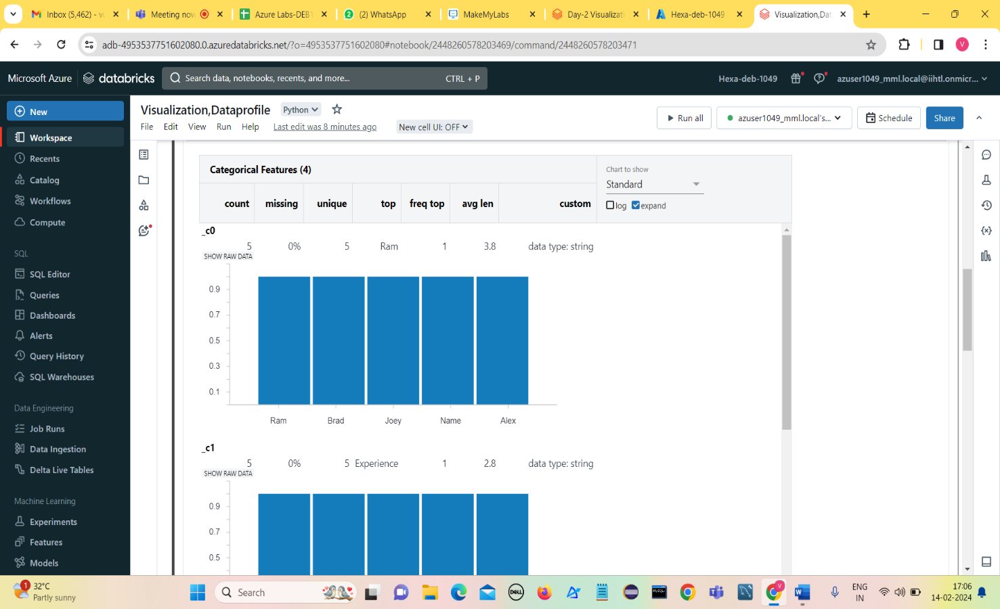 Inbox (5,462) - v
Meeting now
Azure Labs-DEB1
(2) WhatsApp
MakeMyLabs
Day-2 Visualizati
Hexa-deb-1049
Visualization,Dat
adb-4953537751602080.0.azuredatabricks.net/?o=4953537751602080#notebook/2448260578203469/command/2448260578203471
V
Microsoft Azure
databricks
Search data, notebooks, recents, and more...
CTRL + P
Hexa-deb-1049
azuser1049_mml.local@iihtl.onmicr...
New
Workspace
Recents
Catalog
Workflows
Compute
SQL
SQL Editor
Queries
Dashboards
Alerts
Query History
SQL Warehouses
Data Engineering
Job Runs
Data Ingestion
Delta Live Tables
Machine Learning
Experiments
Features
Models
Visualization,Dataprofile
Python
File Edit View Run Help
Last edit was 8 minutes ago
New cell UI: OFF
Run all
azuser1049_mml.local's...
Schedule
Share
Categorical Features (4)
Chart to show
Standard
log expand
count missing unique top freq top avg len custom
_c0
5 0% 5 Ram 1 3.8 data type: string
SHOW RAW DATA
0.9
0.7
0.5
0.3
0.1
Ram Brad Joey Name Alex
_c1
5 0% 5 Experience 1 2.8 data type: string
SHOW RAW DATA
0.9
0.7
0.5
1
32°C
Partly sunny
Search
DELL
MySQL
V
W
ENG
IN
17:06
14-02-2024